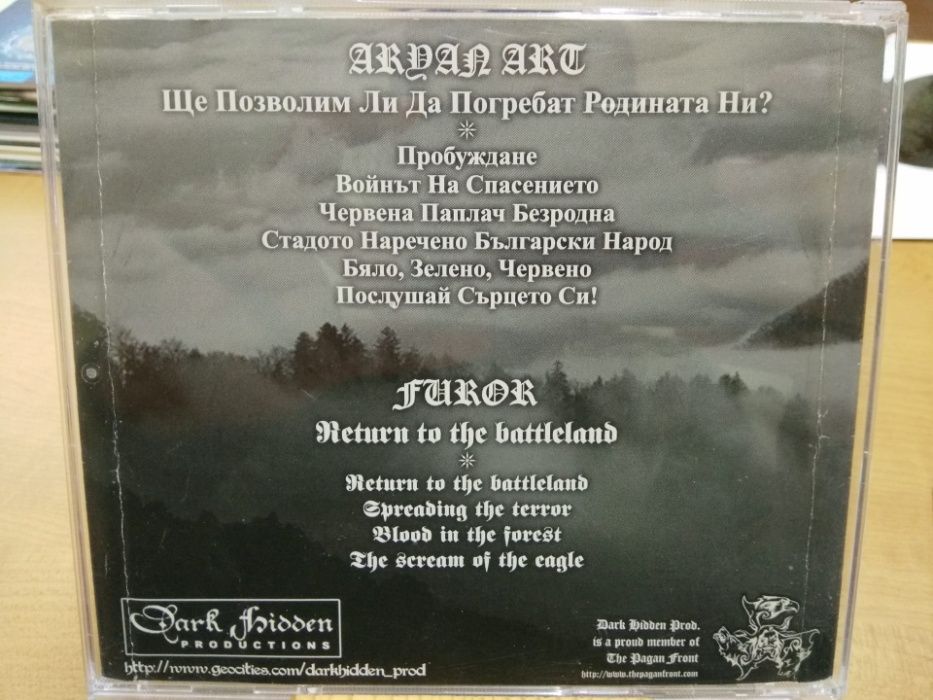 ARYAN ART
Ще Позволим Ли Да Погребат Родината Ни?
Пробуждане
Войнът На Спасението
Червена Паплач Безродна
Стадото Наречено Български Народ
Бяло, Зелено, Червено
Послушай Сърцето Си!
FUROR
Return to the battleland
Return to the battleland
Spreading the terror
Blood in the forest
The scream of the eagle
Dark Hidden
PRODUCTIONS
http://www.geocities.com/darkhidden_prod
Dark Hidden Prod.
is a proud member of
The Pagan Front
http://www.thepaganfront.com